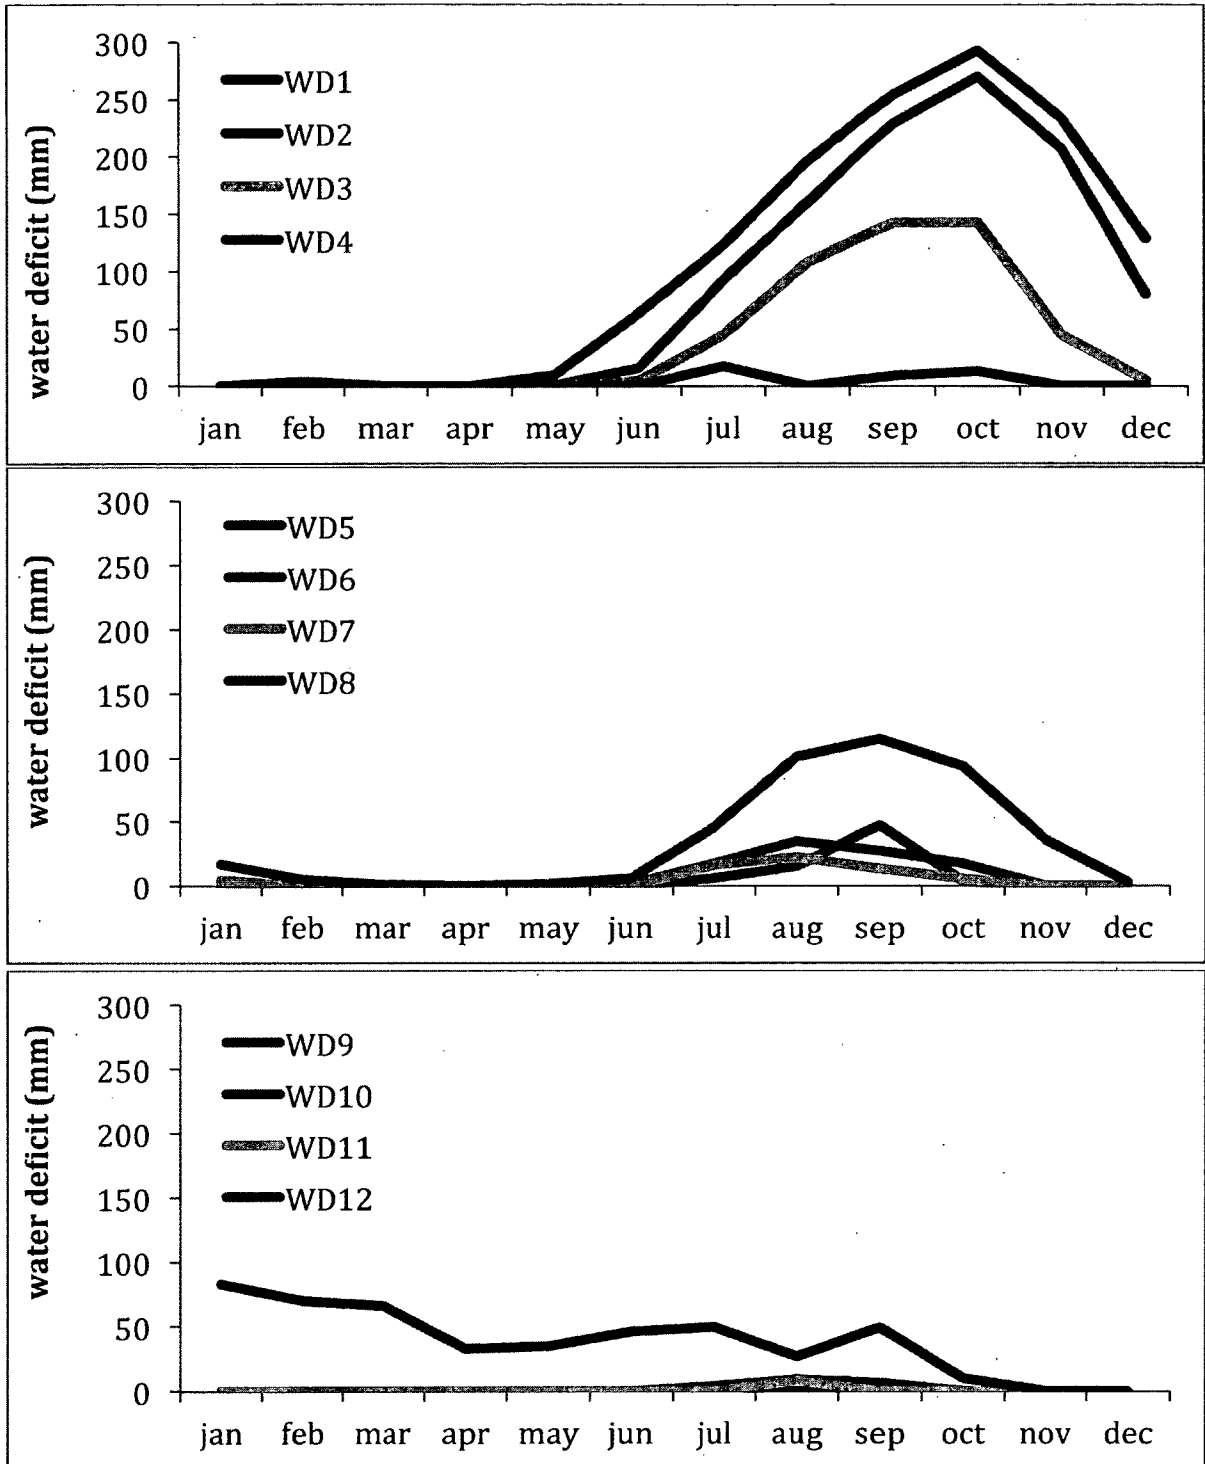 300
250
200
150
100
50
0
water deficit (mm)
WD1
WD2
WD3
WD4
jan feb mar apr may jun jul aug sep oct nov dec
300
250
200
150
100
50
0
water deficit (mm)
WD5
WD6
WD7
WD8
jan feb mar apr may jun jul aug sep oct nov dec
300
250
200
150
100
50
0
water deficit (mm)
WD9
WD10
WD11
WD12
jan feb mar apr may jun jul aug sep oct nov dec